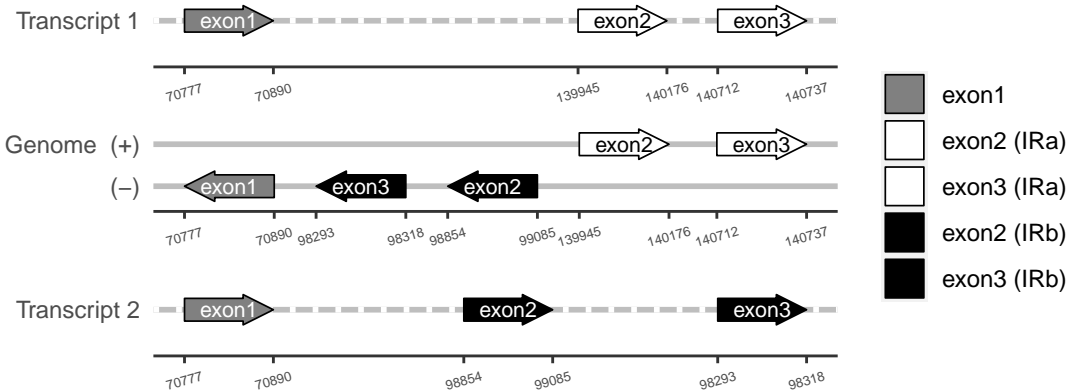 Transcript 1 exon1 exon2 exon3
70777 70890 139945 140176 140712 140737
Genome (+) exon2 exon3
(−) exon1 exon3 exon2
70777 70890 98293 98318 98854 99085 139945 140176 140712 140737
Transcript 2 exon1 exon2 exon3
70777 70890 98854 99085 98293 98318
exon1
exon2 (IRa)
exon3 (IRa)
exon2 (IRb)
exon3 (IRb)